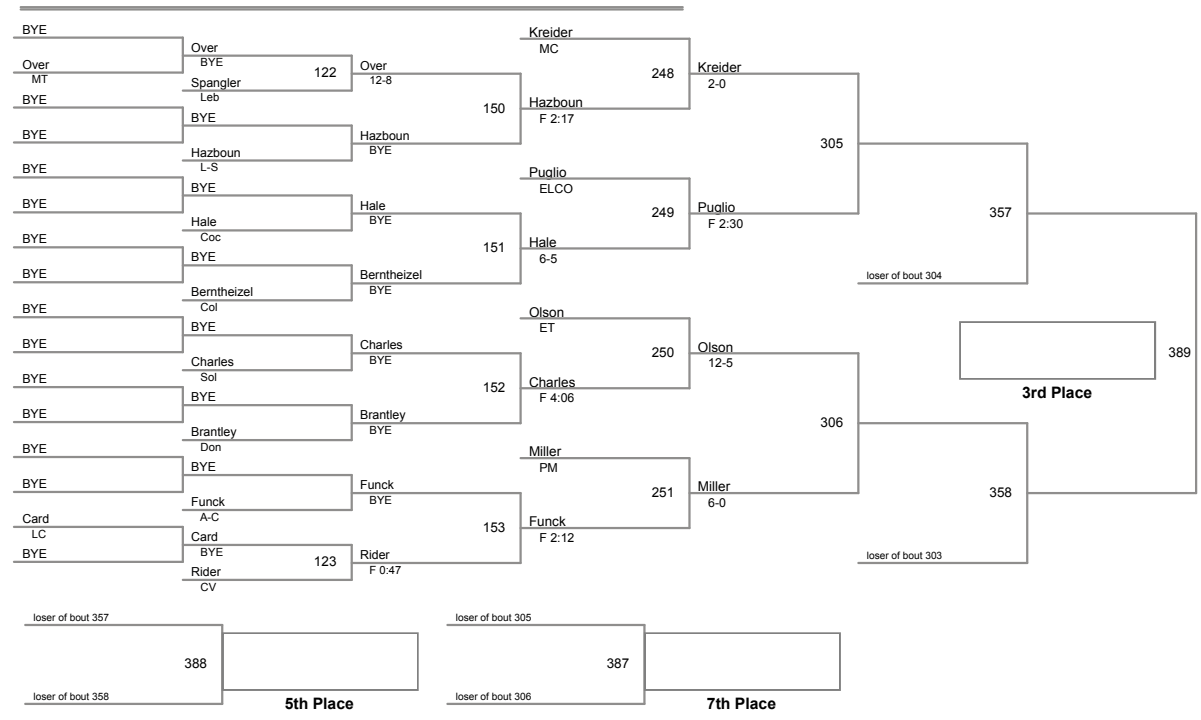 BYE
Over
MT
BYE
BYE
BYE
BYE
BYE
BYE
BYE
BYE
BYE
BYE
BYE
BYE
Card
LC
BYE
Over
BYE
Spangler
Leb
BYE
Hazboun
L-S
BYE
Hale
Coc
BYE
Berntheizel
Col
BYE
Charles
Sol
BYE
Brantley
Don
BYE
Funck
A-C
Card
BYE
Rider
CV
122
123
Over
12-8
Hazboun
BYE
Hale
BYE
Berntheizel
BYE
Charles
BYE
Brantley
BYE
Funck
BYE
Rider
F 0:47
150
151
152
153
Kreider
MC
Hazboun
F 2:17
Puglio
ELCO
Hale
6-5
Olson
ET
Charles
F 4:06
Miller
PM
Funck
F 2:12
248
249
250
251
Kreider
2-0
Puglio
F 2:30
Olson
12-5
Miller
6-0
305
306
loser of bout 304
loser of bout 303
357
358
389
3rd Place
loser of bout 357
388
loser of bout 358
5th Place
loser of bout 305
387
loser of bout 306
7th Place